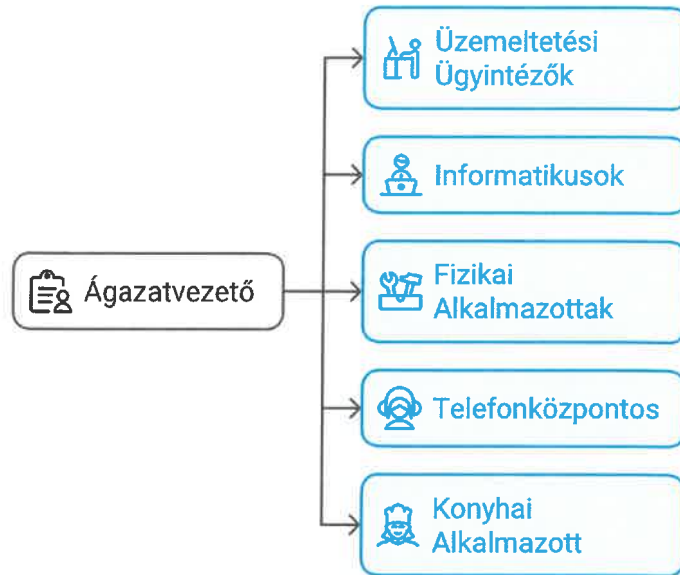 Üzemeltetési
Ügyintézők
Informatikusok
Ágazatvezető
Fizikai
Alkalmazottak
Telefonközpontos
Konyhai
Alkalmazott